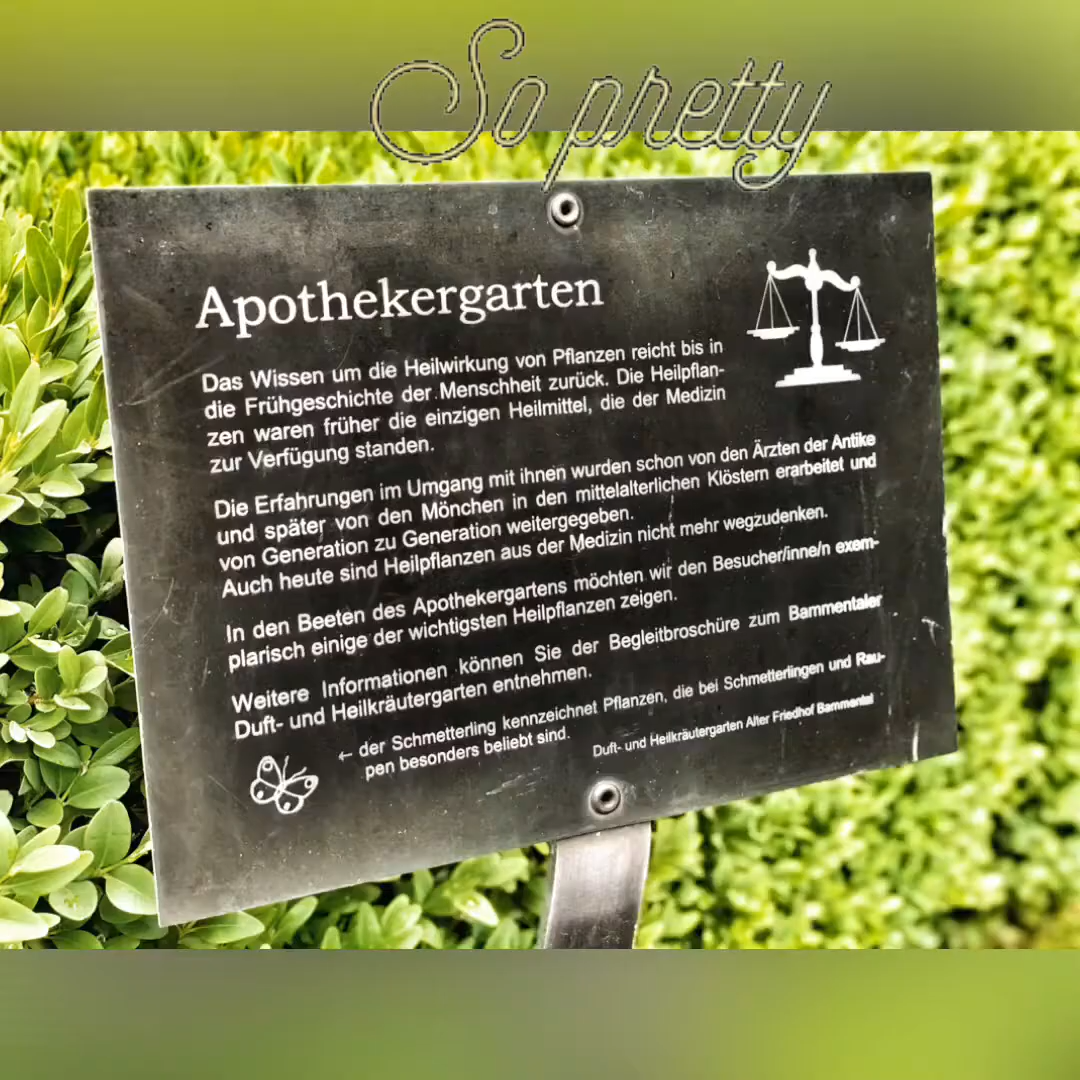 So pretty
Apothekergarten
Das Wissen um die Heilwirkung von Pflanzen reicht bis in
die Frühgeschichte der Menschheit zurück. Die Heilpflan-
zen waren früher die einzigen Heilmittel, die der Medizin
zur Verfügung standen.
Die Erfahrungen im Umgang mit ihnen wurden schon von den Ärzten der Antike
und später von den Mönchen in den mittelalterlichen Klöstern erarbeitet und
von Generation zu Generation weitergegeben.
Auch heute sind Heilpflanzen aus der Medizin nicht mehr wegzudenken.
In den Beeten des Apothekergartens möchten wir den Besucher/inne/n exem-
plarisch einige der wichtigsten Heilpflanzen zeigen.
Weitere Informationen können Sie der Begleitbroschüre zum Bammentaler
Duft- und Heilkräutergarten entnehmen.
← der Schmetterling kennzeichnet Pflanzen, die bei Schmetterlingen und Rau-
pen besonders beliebt sind.
Duft- und Heilkräutergarten Alter Friedhof Bammental